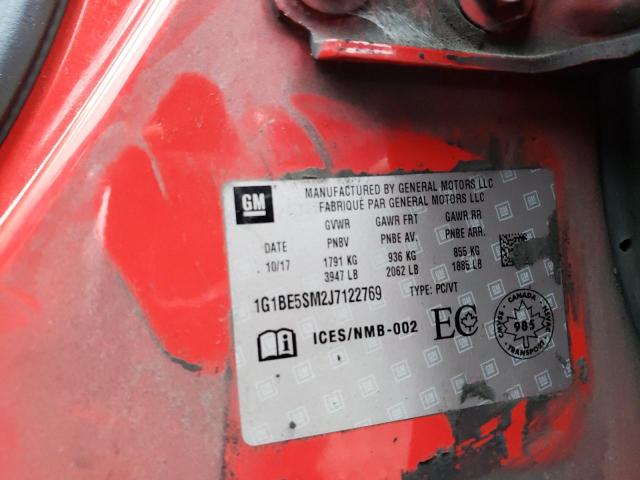 GM
MANUFACTURED BY GENERAL MOTORS LLC
FABRIQUÉ PAR GENERAL MOTORS LLC
GVWR GAWR FRT GAWR RR
DATE PNBV PNBE AV. PNBE ARR.
10/17 1791 KG 936 KG 855 KG
3947 LB 2062 LB 1885 LB
1G1BE5SM2J7122769 TYPE: PC/VT
ICES/NMB-002 EC
CANADA
985
TRANSPORT